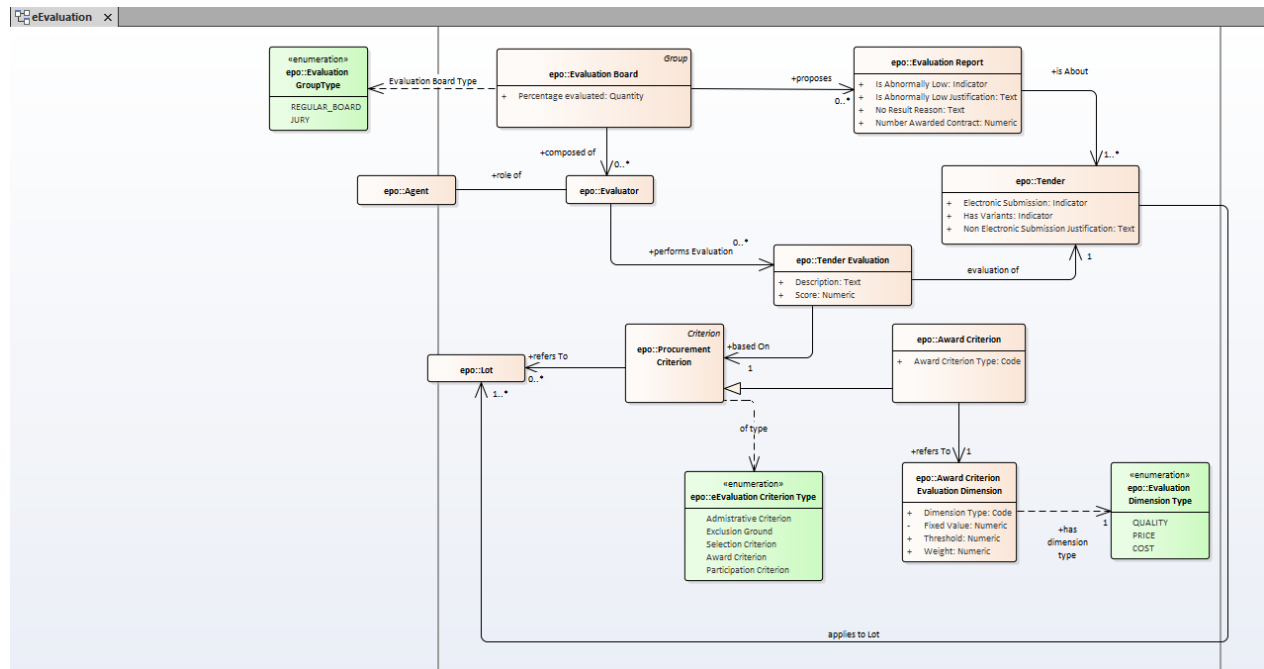 eEvaluation
«enumeration»
epo::Evaluation
GroupType
REGULAR_BOARD
JURY
Evaluation Board Type
Group
epo::Evaluation Board
+ Percentage evaluated: Quantity
+proposes
0..*
epo::Evaluation Report
+ Is Abnormally Low: Indicator
+ Is Abnormally Low Justification: Text
+ No Result Reason: Text
+ Number Awarded Contract: Numeric
+is About
1..*
+composed of
0..*
epo::Agent
+role of
epo::Evaluator
epo::Tender
+ Electronic Submission: Indicator
+ Has Variants: Indicator
+ Non Electronic Submission Justification: Text
+performs Evaluation
0..*
epo::Tender Evaluation
+ Description: Text
+ Score: Numeric
evaluation of
1
epo::Lot
+refers To
0..*
1..*
Criterion
epo::Procurement
Criterion
+based On
1
epo::Award Criterion
+ Award Criterion Type: Code
of type
+refers To
1
«enumeration»
epo::eEvaluation Criterion Type
Admistrative Criterion
Exclusion Ground
Selection Criterion
Award Criterion
Participation Criterion
epo::Award Criterion
Evaluation Dimension
+ Dimension Type: Code
- Fixed Value: Numeric
+ Threshold: Numeric
+ Weight: Numeric
+has
dimension
type
1
«enumeration»
epo::Evaluation
Dimension Type
QUALITY
PRICE
COST
applies to Lot